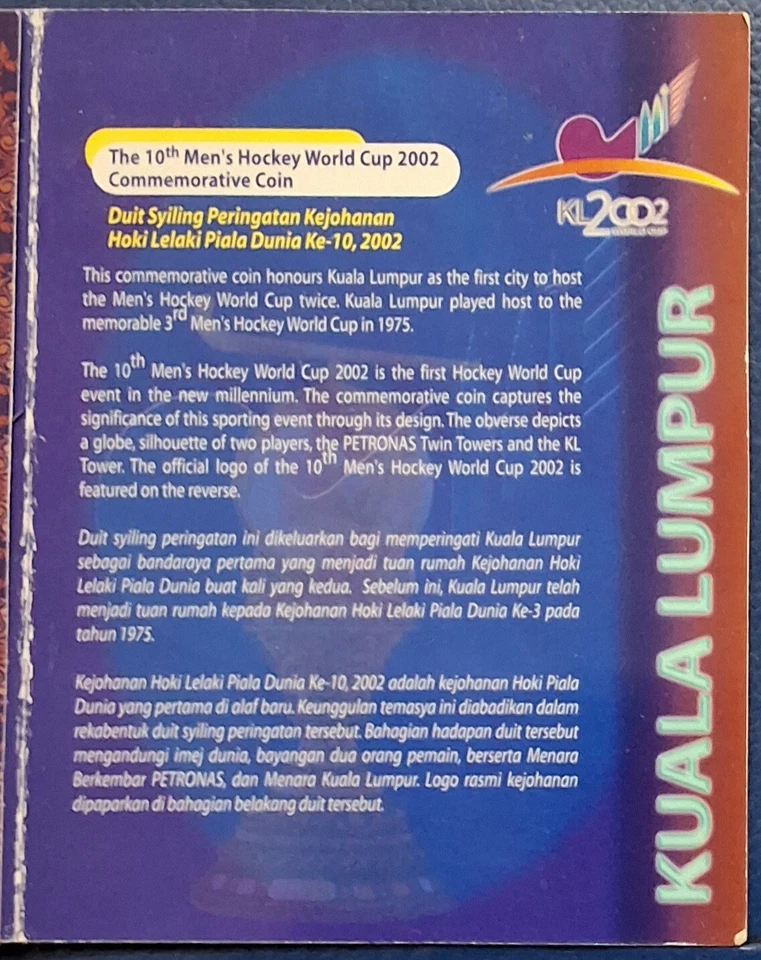 The 10th Men's Hockey World Cup 2002
Commemorative Coin
Duit Syiling Peringatan Kejohanan
Hoki Lelaki Piala Dunia Ke-10, 2002
This commemorative coin honours Kuala Lumpur as the first city to host
the Men's Hockey World Cup twice. Kuala Lumpur played host to the
memorable 3rd Men's Hockey World Cup in 1975.
The 10th Men's Hockey World Cup 2002 is the first Hockey World Cup
event in the new millennium. The commemorative coin captures the
significance of this sporting event through its design. The obverse depicts
a globe, silhouette of two players, the PETRONAS Twin Towers and the KL
Tower. The official logo of the 10th Men's Hockey World Cup 2002 is
featured on the reverse.
Duit syiling peringatan ini dikeluarkan bagi memperingati Kuala Lumpur
sebagai bandaraya pertama yang menjadi tuan rumah Kejohanan Hoki
Lelaki Piala Dunia buat kali yang kedua. Sebelum ini, Kuala Lumpur telah
menjadi tuan rumah kepada Kejohanan Hoki Lelaki Piala Dunia Ke-3 pada
tahun 1975.
Kejohanan Hoki Lelaki Piala Dunia Ke-10, 2002 adalah kejohanan Hoki Piala
Dunia yang pertama di alaf baru. Keunggulan temasya ini diabadikan dalam
rekabentuk duit syiling peringatan tersebut. Bahagian hadapan duit tersebut
mengandungi imej dunia, bayangan dua orang pemain, berserta Menara
Berkembar PETRONAS, dan Menara Kuala Lumpur. Logo rasmi kejohanan
dipaparkan di bahagian belakang duit tersebut.
KL2002
WORLD CUP
KUALA LUMPUR